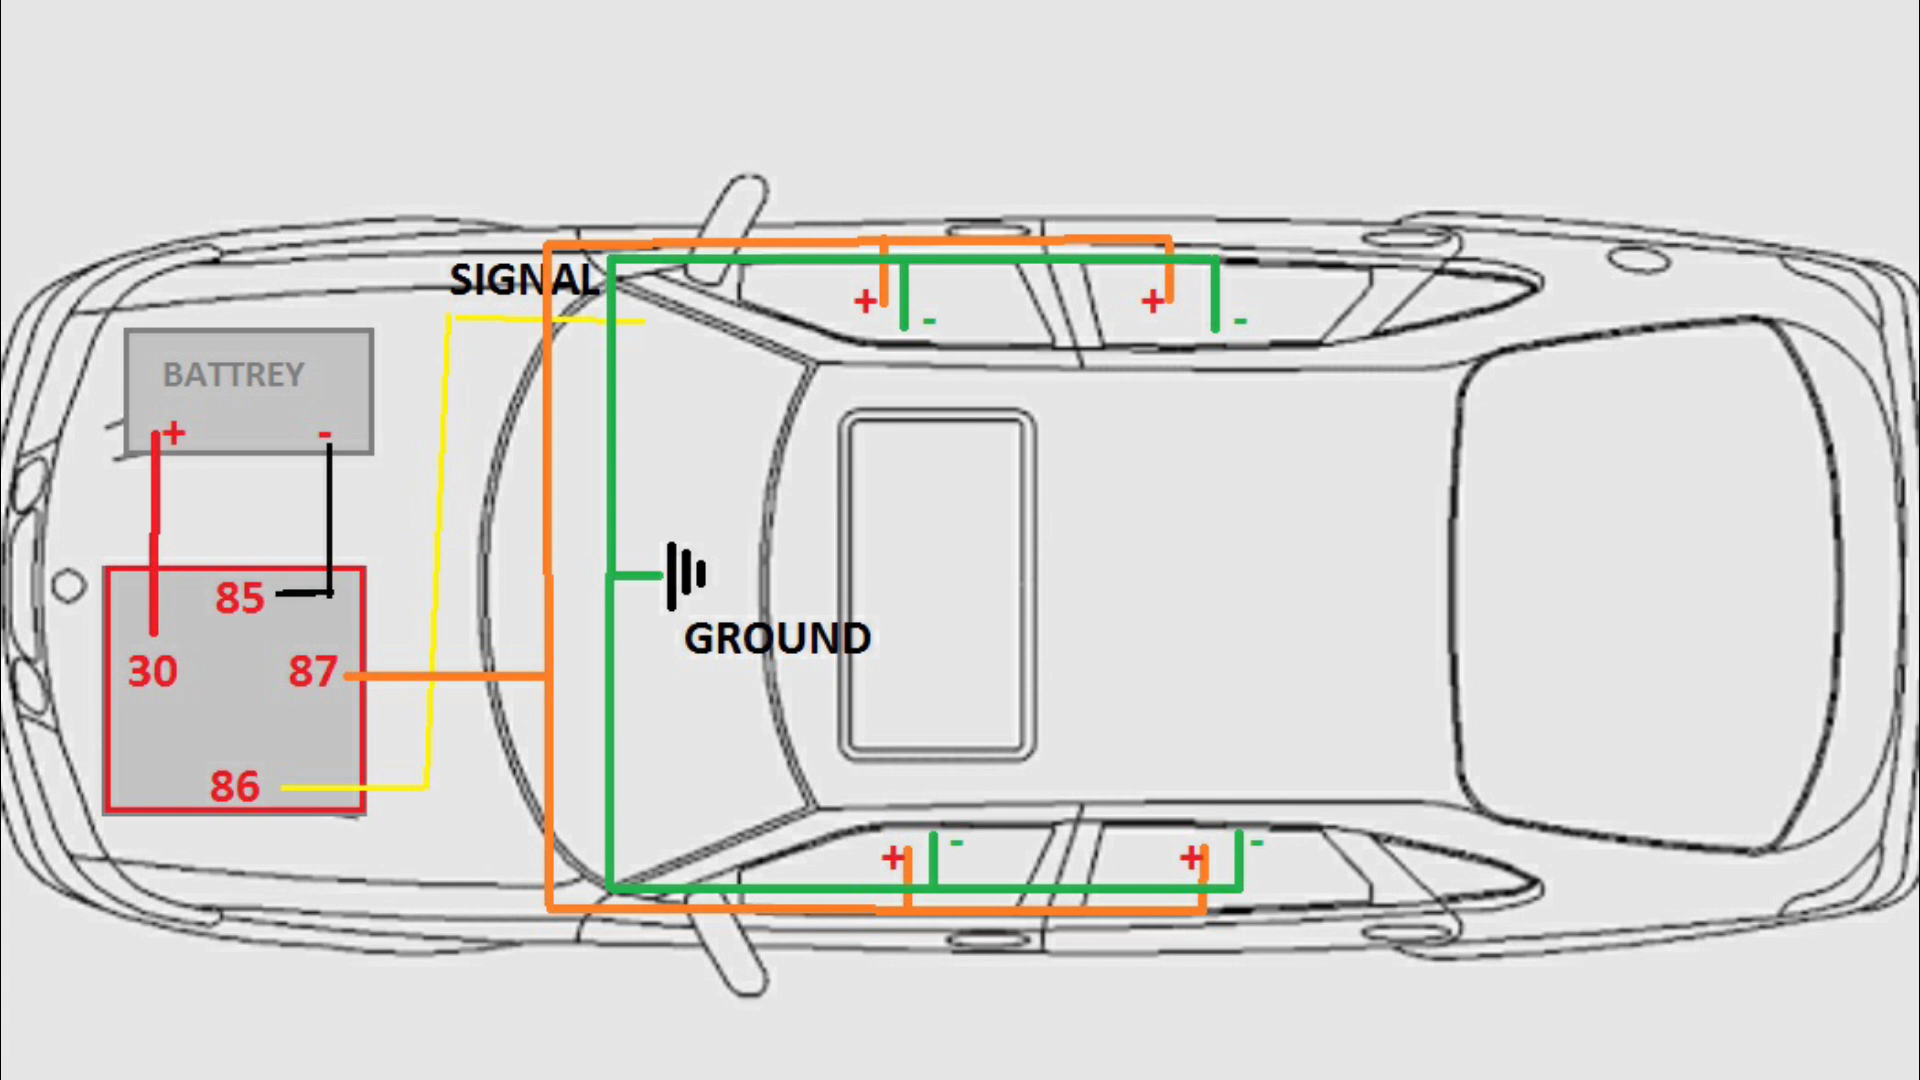 SIGNAL
+ -
+ -
BATTREY
+ -
85
30 87
GROUND
86
+ -
+ -